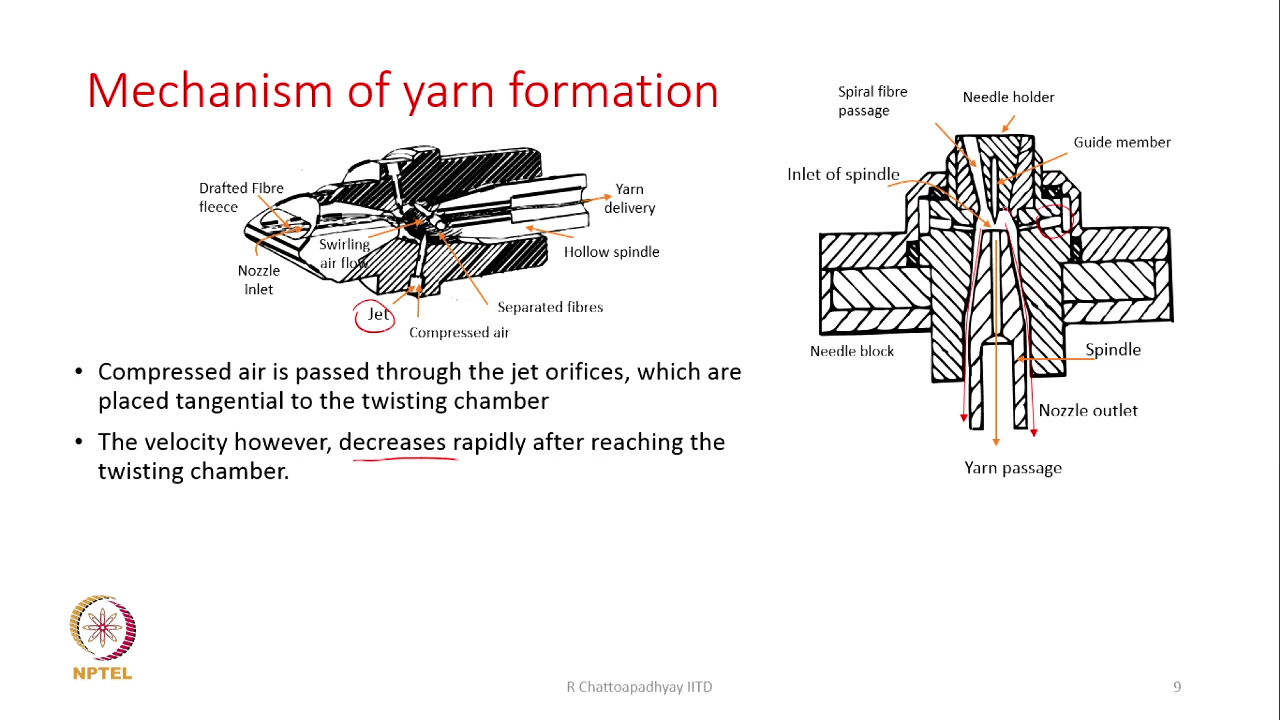 Mechanism of yarn formation
Drafted Fibre
fleece
Nozzle
inlet
Swirling
air flow
Jet
Compressed air
Separated fibres
Hollow spindle
Yarn
delivery
Spiral fibre
passage
Needle holder
Guide member
Inlet of spindle
Needle block
Spindle
Nozzle outlet
Yarn passage
• Compressed air is passed through the jet orifices, which are
placed tangential to the twisting chamber
• The velocity however, decreases rapidly after reaching the
twisting chamber.
NPTEL
R Chattoapadhyay IITD
9